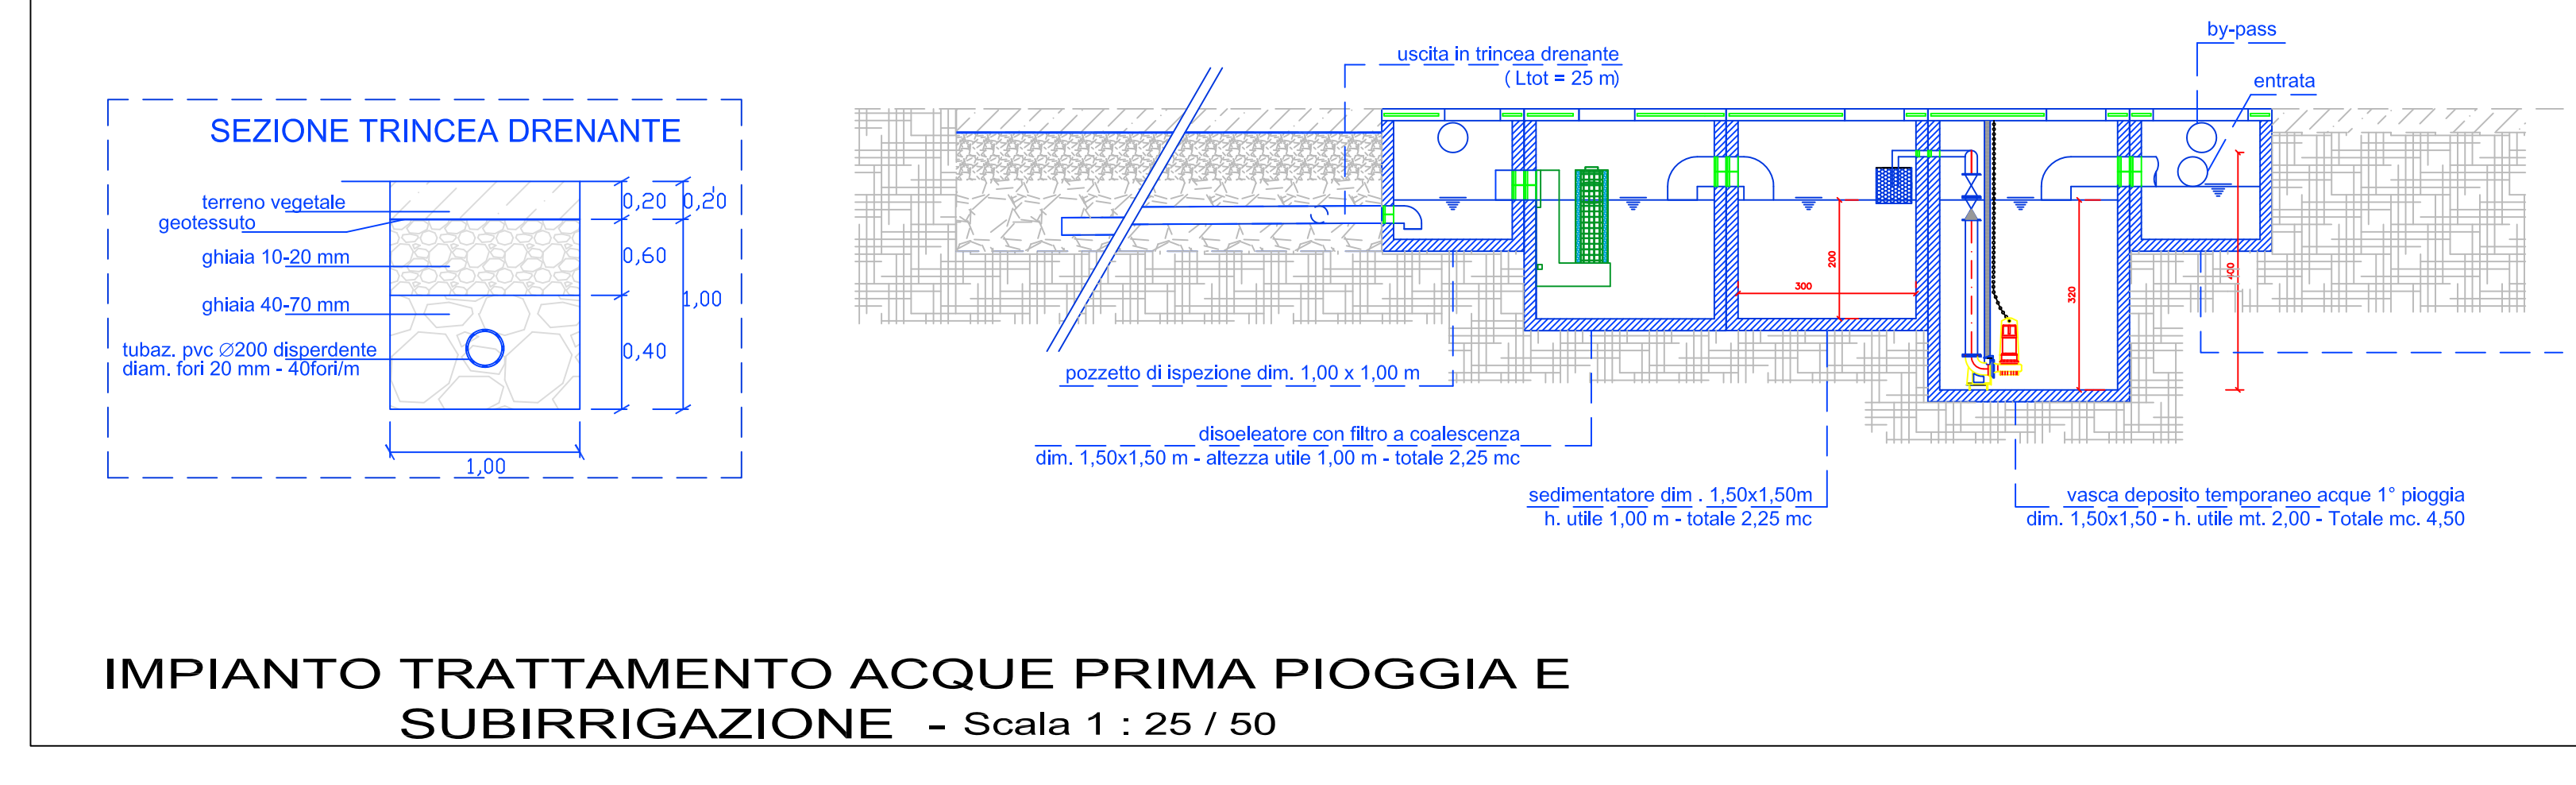 SEZIONE TRINCEA DRENANTE
terreno vegetale
geotessuto
ghiaia 10-20 mm
ghiaia 40-70 mm
tubaz. pvc ∅200 disperdente
diam. fori 20 mm - 40fori/m
0,20
0,20
0,60
1,00
0,40
1,00
uscita in trincea drenante
( Ltot = 25 m)
by-pass
entrata
200
300
320
pozzetto di ispezione dim. 1,00 x 1,00 m
disoeleatore con filtro a coalescenza
dim. 1,50x1,50 m - altezza utile 1,00 m - totale 2,25 mc
sedimentatore dim . 1,50x1,50m
h. utile 1,00 m - totale 2,25 mc
vasca deposito temporaneo acque 1° pioggia
dim. 1,50x1,50 - h. utile mt. 2,00 - Totale mc. 4,50
IMPIANTO TRATTAMENTO ACQUE PRIMA PIOGGIA E
SUBIRRIGAZIONE - Scala 1 : 25 / 50